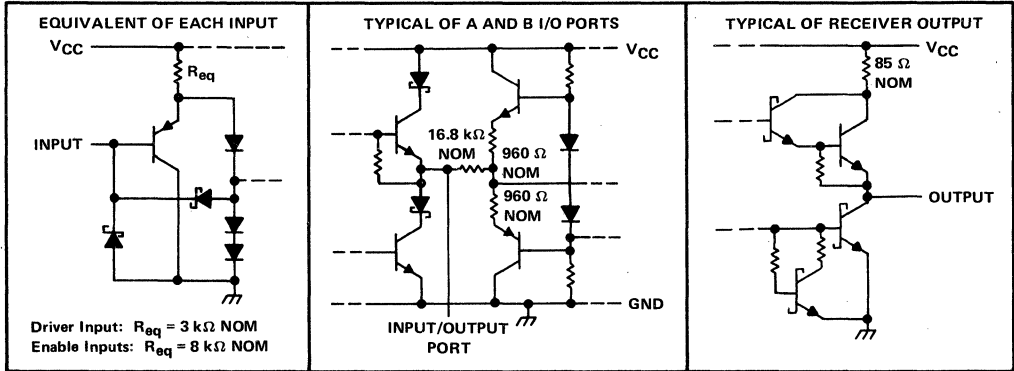 EQUIVALENT OF EACH INPUT
VCC
Req
INPUT
Driver Input: Req = 3 kΩ NOM
Enable Inputs: Req = 8 kΩ NOM
TYPICAL OF A AND B I/O PORTS
VCC
16.8 kΩ
NOM
960 Ω
NOM
960 Ω
NOM
GND
INPUT/OUTPUT
PORT
TYPICAL OF RECEIVER OUTPUT
VCC
85 Ω
NOM
OUTPUT